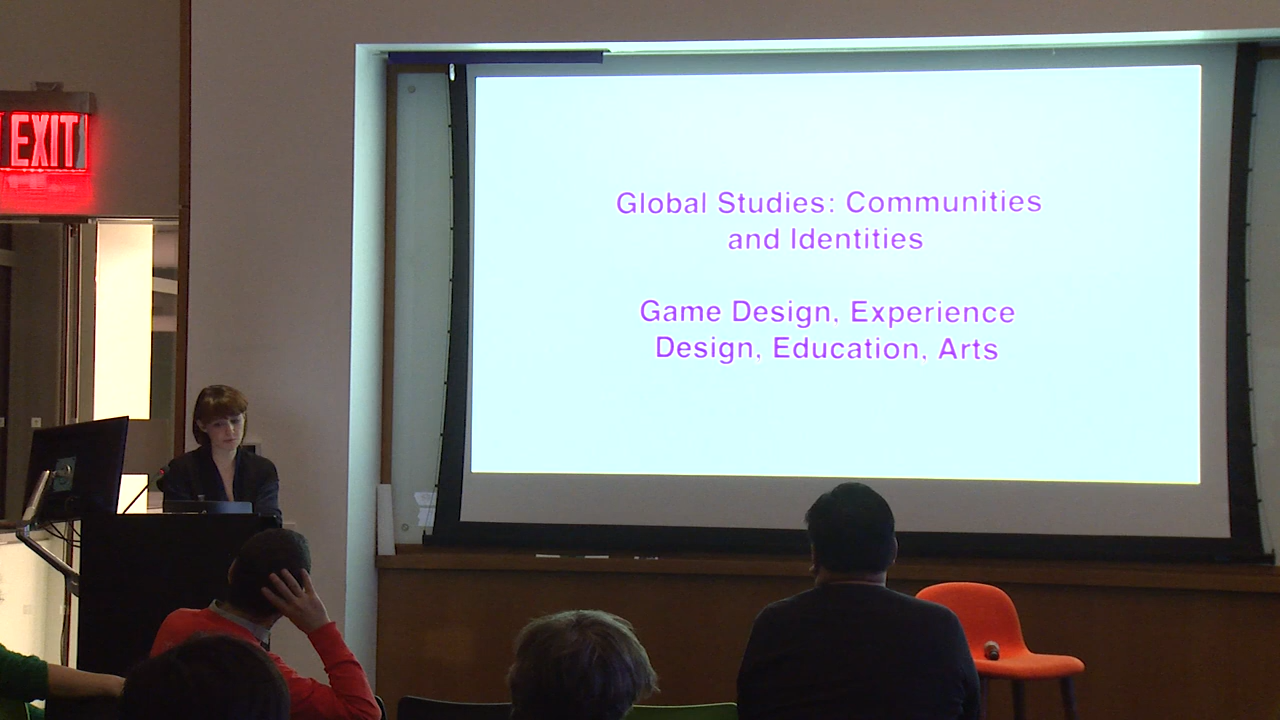 EXIT
Global Studies: Communities
and Identities
Game Design, Experience
Design, Education, Arts